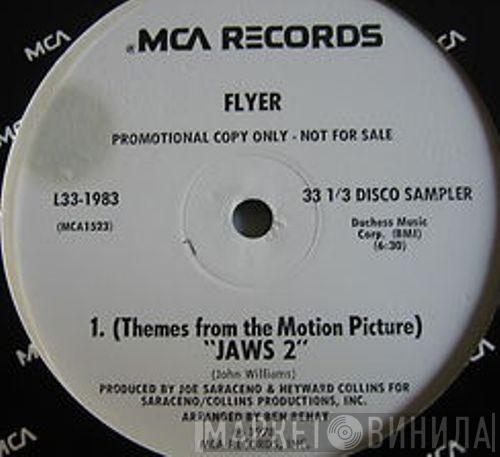 MCA RECORDS
FLYER
PROMOTIONAL COPY ONLY - NOT FOR SALE
L33-1983
33 1/3 DISCO SAMPLER
(MCA1523)
Duchess Music
Corp. (BMI)
(6:30)
1. (Themes from the Motion Picture)
"JAWS 2"
(John Williams)
PRODUCED BY JOE SARACENO & HEYWARD COLLINS FOR
SARACENO/COLLINS PRODUCTIONS, INC.
ARRANGED BY BEN BENAY
MCA RECORDS, INC.
МАРКЕТ ВИНИЛА
MCA
MCA
MCA
MCA